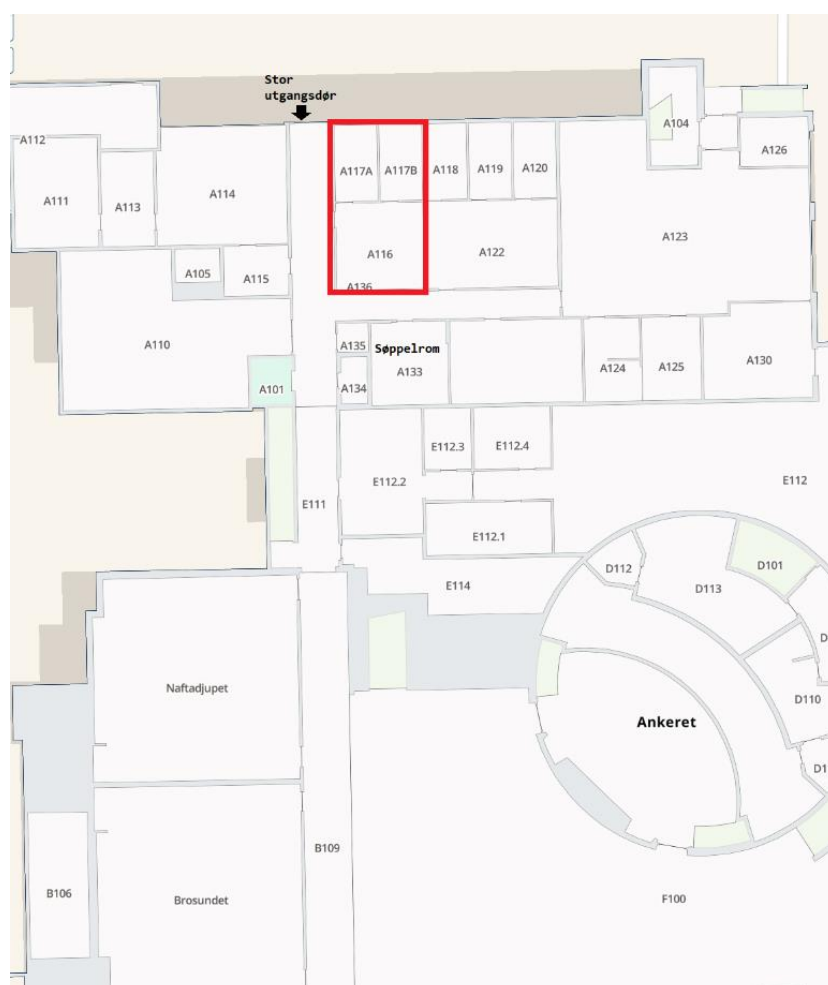 Stor
utgangsdør
A104
A112
A126
A117A
A117B
A118
A119
A120
A111
A113
A114
A123
A116
A122
A105
A115
A136
A110
A135
Søppelrom
A133
A134
A124
A125
A130
A101
E112.3
E112.4
E112.2
E112
E111
E112.1
D112
D101
E114
D113
D
Naftadjupet
D110
Ankeret
D1
B109
B106
Brosundet
F100